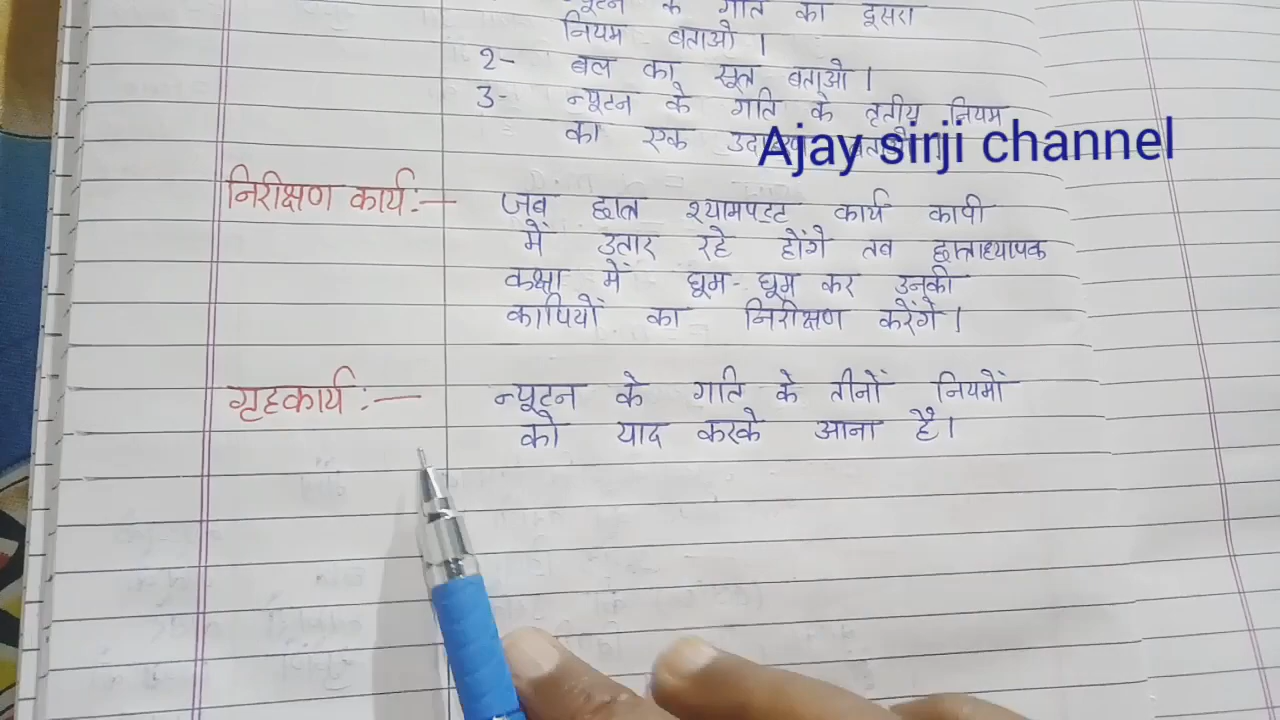 न्यूटन के गति का दूसरा
नियम बताओ।
2- बल का सूत्र बताओ।
3- न्यूटन के गति के तृतीय नियम
का एक
Ajay sirji channel
निरीक्षण कार्य:— जब छात्र श्यामपट्ट कार्य कापी
में उतार रहे होंगे तब छात्राध्यापक
कक्षा में घूम-घूम कर उनकी
कापियों का निरीक्षण करेंगे।
गृहकार्य:— न्यूटन के गति के तीनों नियमों
को याद करके आना है।